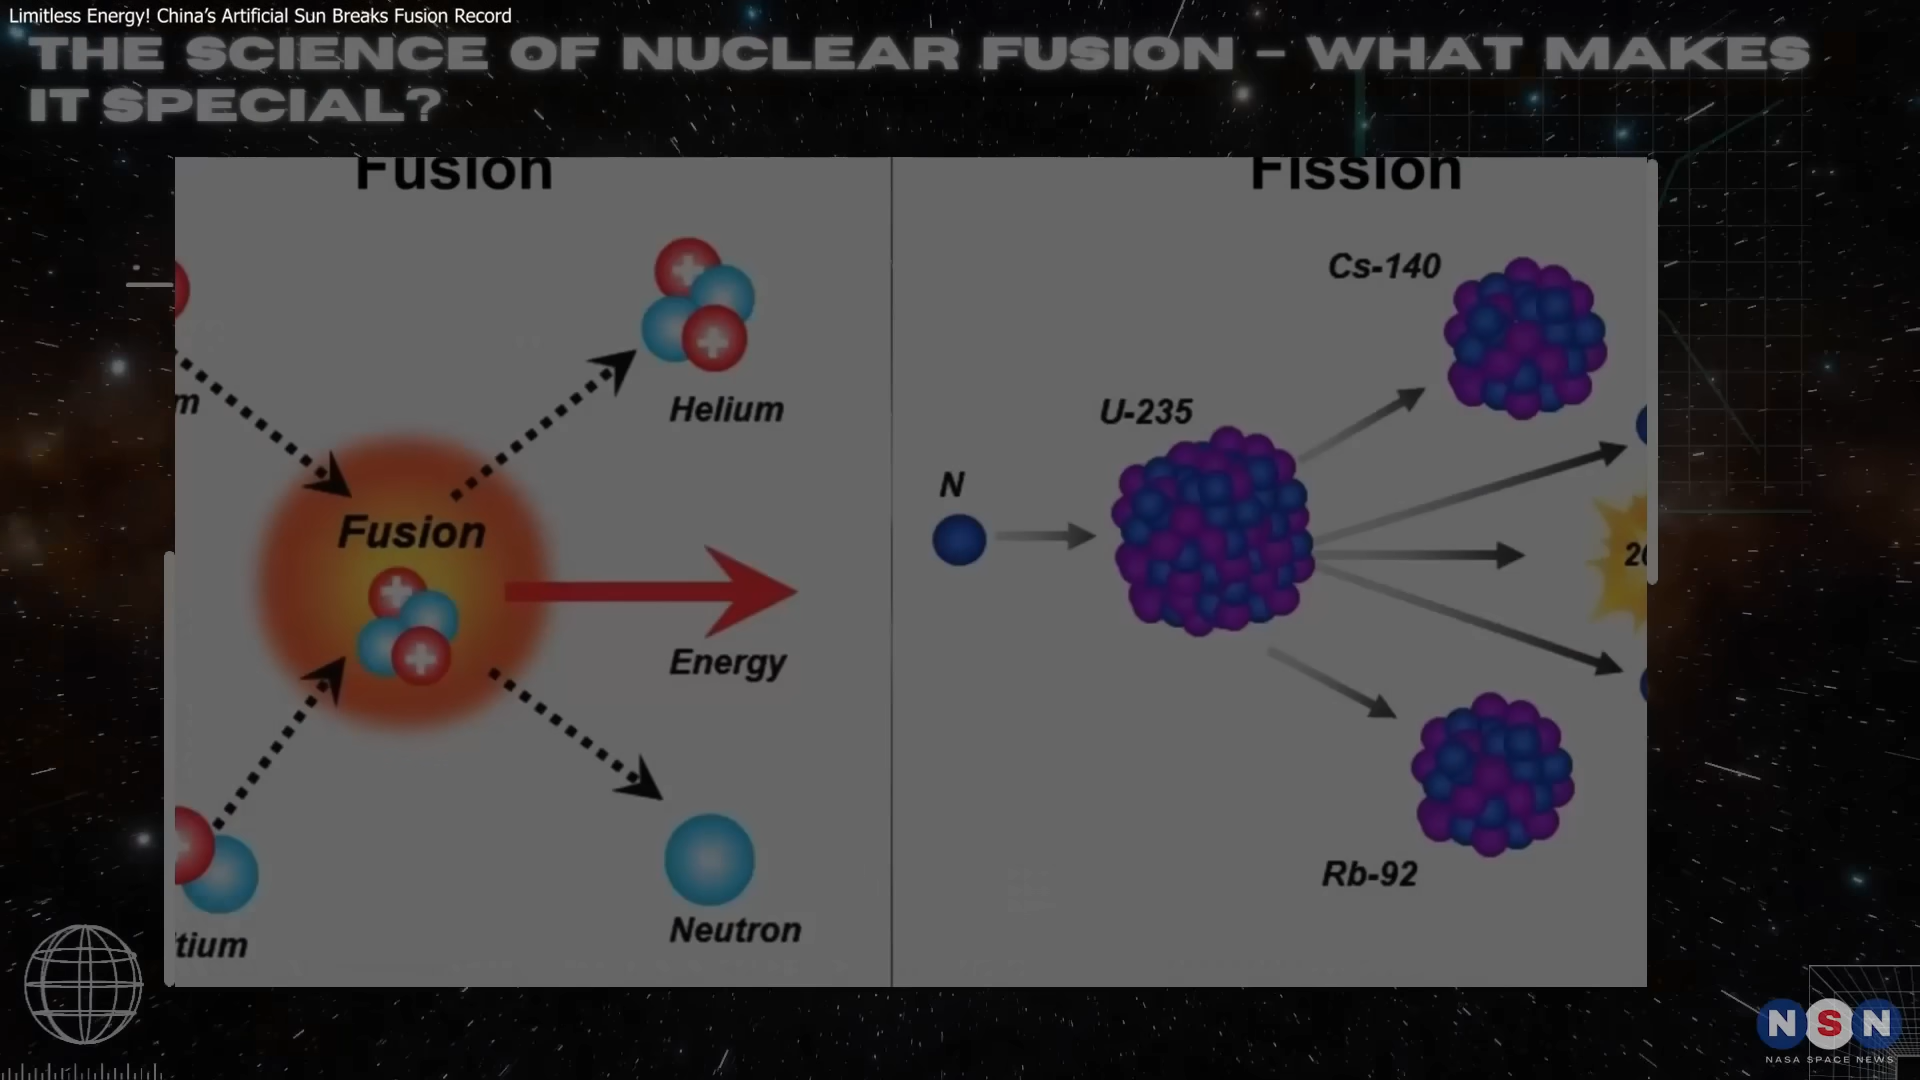 Limitless Energy! China's Artificial Sun Breaks Fusion Record
THE SCIENCE OF NUCLEAR FUSION – WHAT MAKES
IT SPECIAL?
Fusion
Fission
Cs-140
m
Helium
U-235
N
Fusion
Energy
Rb-92
Neutron
tium
NSN
NASA SPACE NEWS